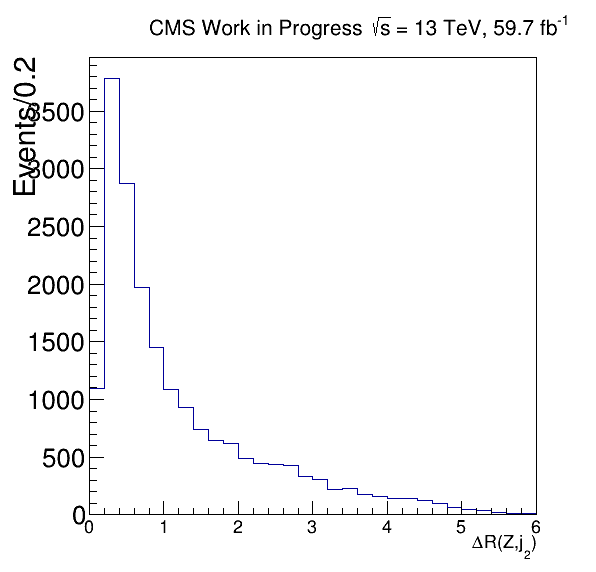 CMS Work in Progress √s = 13 TeV, 59.7 fb⁻¹
Events/0.2
3500
3000
2500
2000
1500
1000
500
0
0 1 2 3 4 5 6
ΔR(Z,j₂)